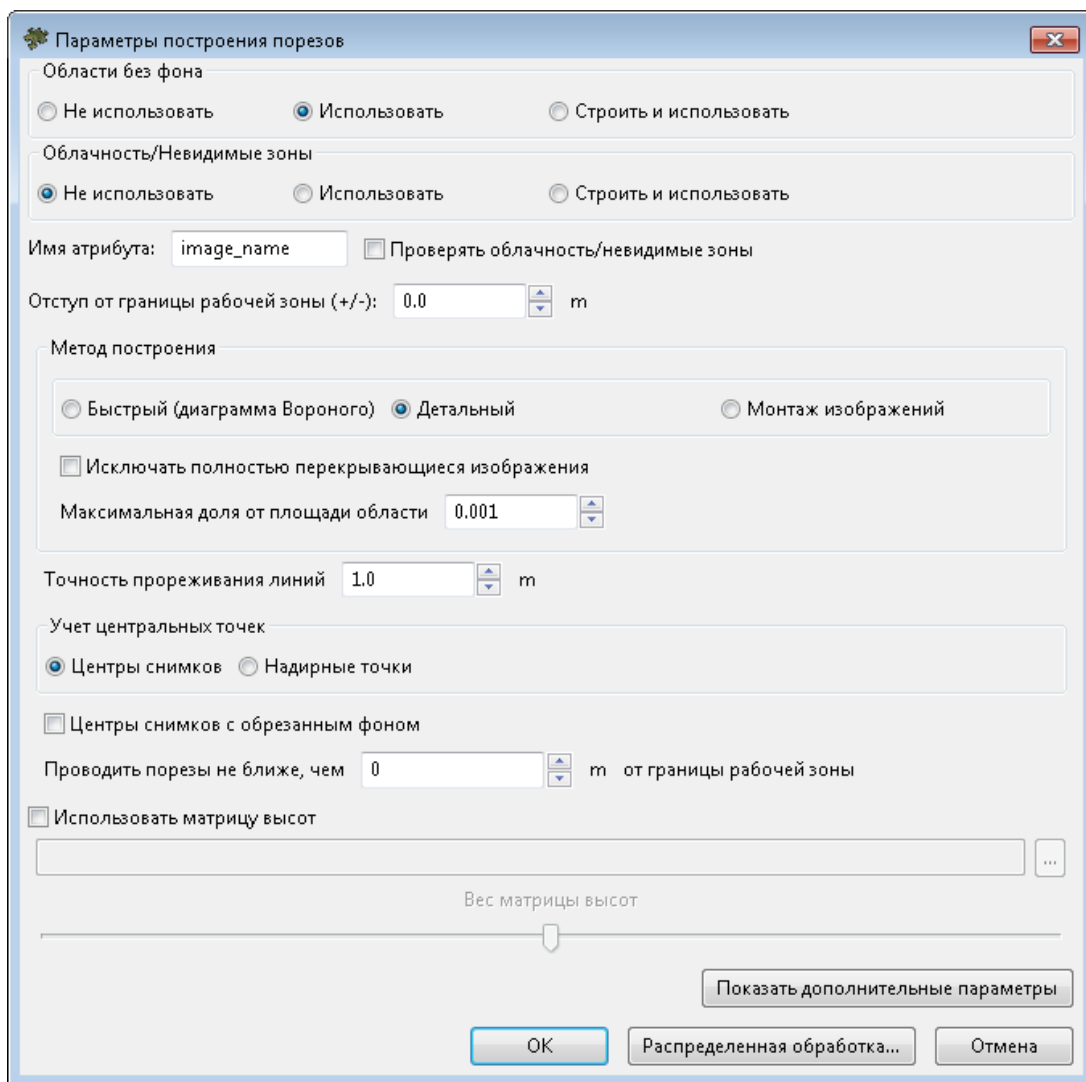 Параметры построения порезов
Области без фона
Не использовать Использовать Строить и использовать
Облачность/Невидимые зоны
Не использовать Использовать Строить и использовать
Имя атрибута: image_name Проверять облачность/невидимые зоны
Отступ от границы рабочей зоны (+/-): 0.0 m
Метод построения
Быстрый (диаграмма Вороного) Детальный Монтаж изображений
Исключать полностью перекрывающиеся изображения
Максимальная доля от площади области 0.001
Точность прореживания линий 1.0 m
Учет центральных точек
Центры снимков Надирные точки
Центры снимков с обрезанным фоном
Проводить порезы не ближе, чем 0 m от границы рабочей зоны
Использовать матрицу высот
...
Вес матрицы высот
Показать дополнительные параметры
OK Распределенная обработка... Отмена